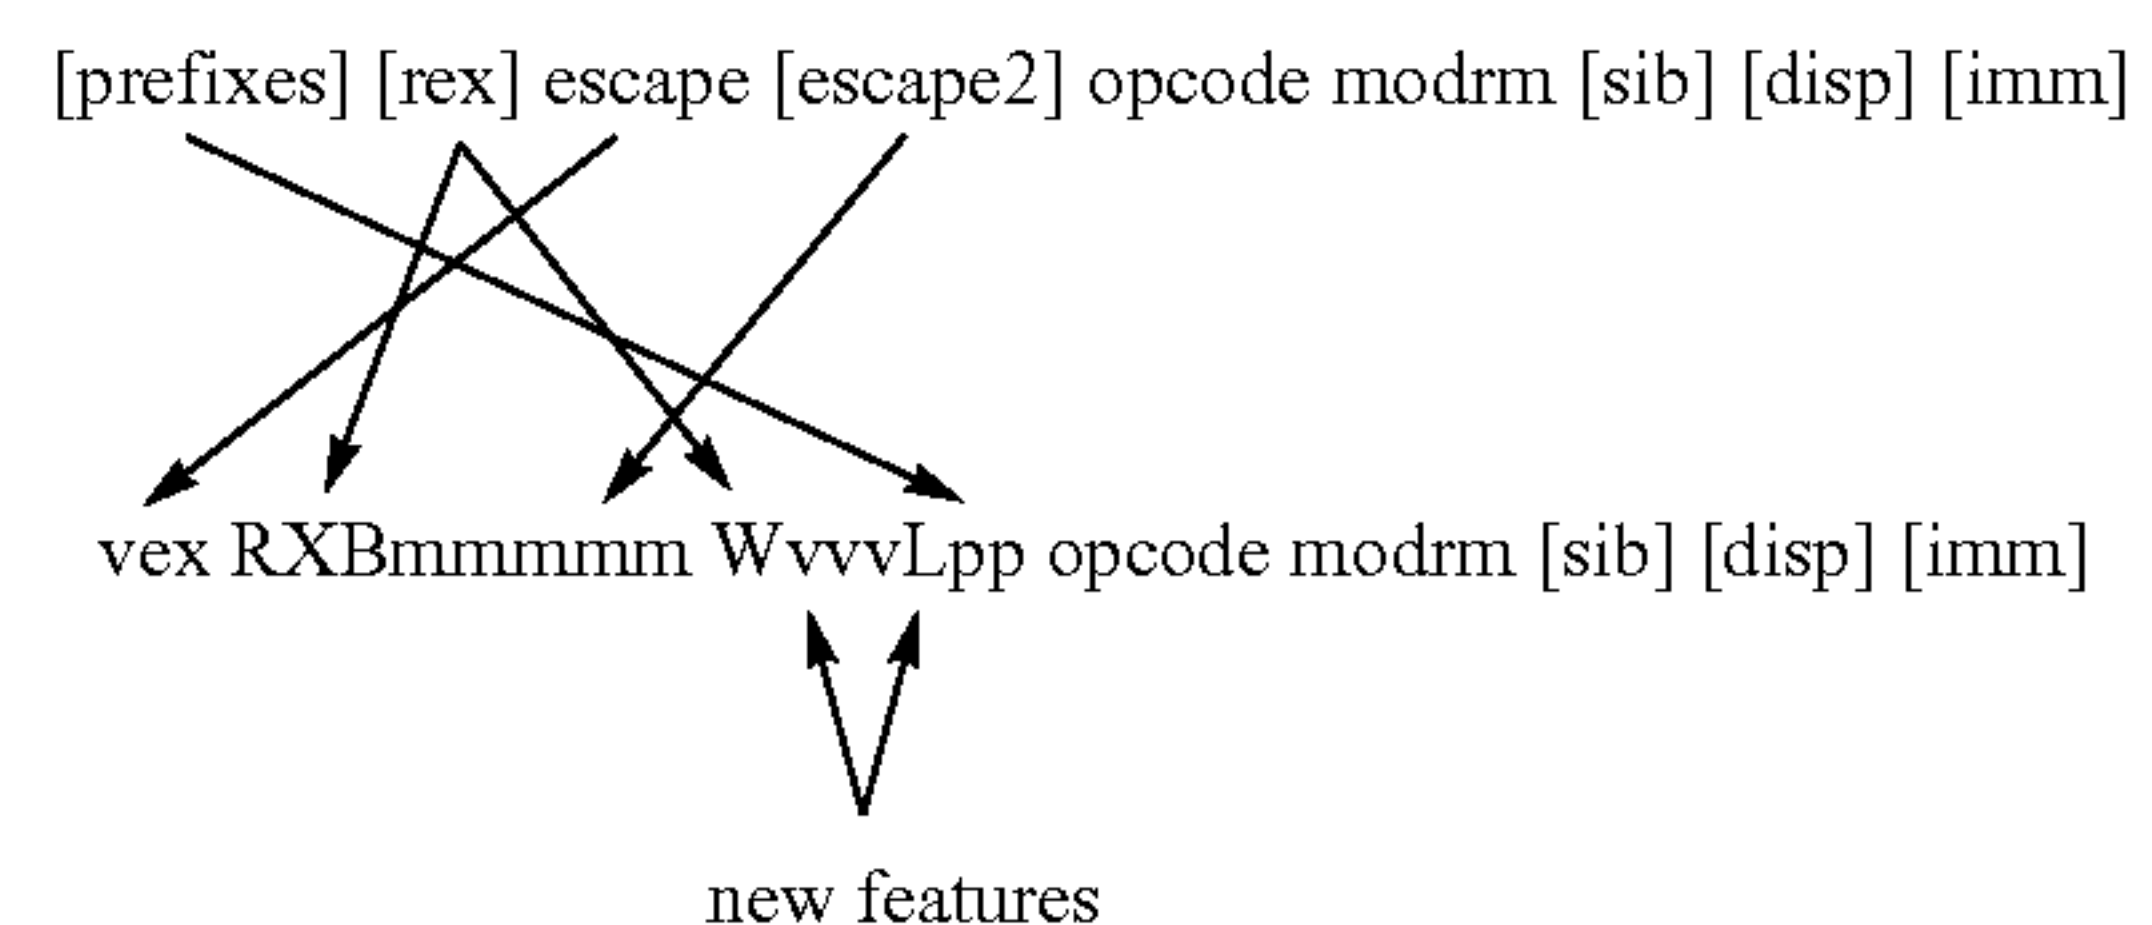 [prefixes] [rex] escape [escape2] opcode modrm [sib] [disp] [imm]
vex RXBmmmmm WvvvLpp opcode modrm [sib] [disp] [imm]
new features